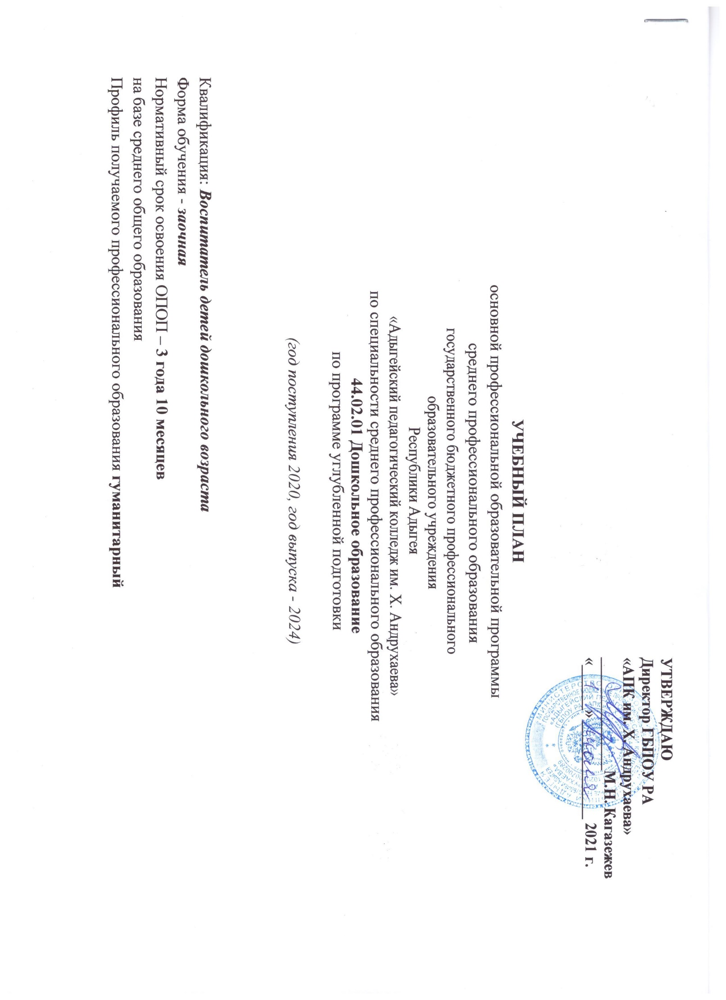 УТВЕРЖДАЮ
Директор ГБПОУ РА
«АПК им. Х. Андрухаева»
М.Н. Кагазежев
« » 2021 г.
УЧЕБНЫЙ ПЛАН
основной профессиональной образовательной программы
среднего профессионального образования
государственного бюджетного профессионального
образовательного учреждения
Республики Адыгея
«Адыгейский педагогический колледж им. Х. Андрухаева»
по специальности среднего профессионального образования
44.02.01 Дошкольное образование
по программе углубленной подготовки
(год поступления 2020, год выпуска - 2024)
Квалификация: Воспитатель детей дошкольного возраста
Форма обучения - заочная
Нормативный срок освоения ОПОП – 3 года 10 месяцев
на базе среднего общего образования
Профиль получаемого профессионального образования гуманитарный